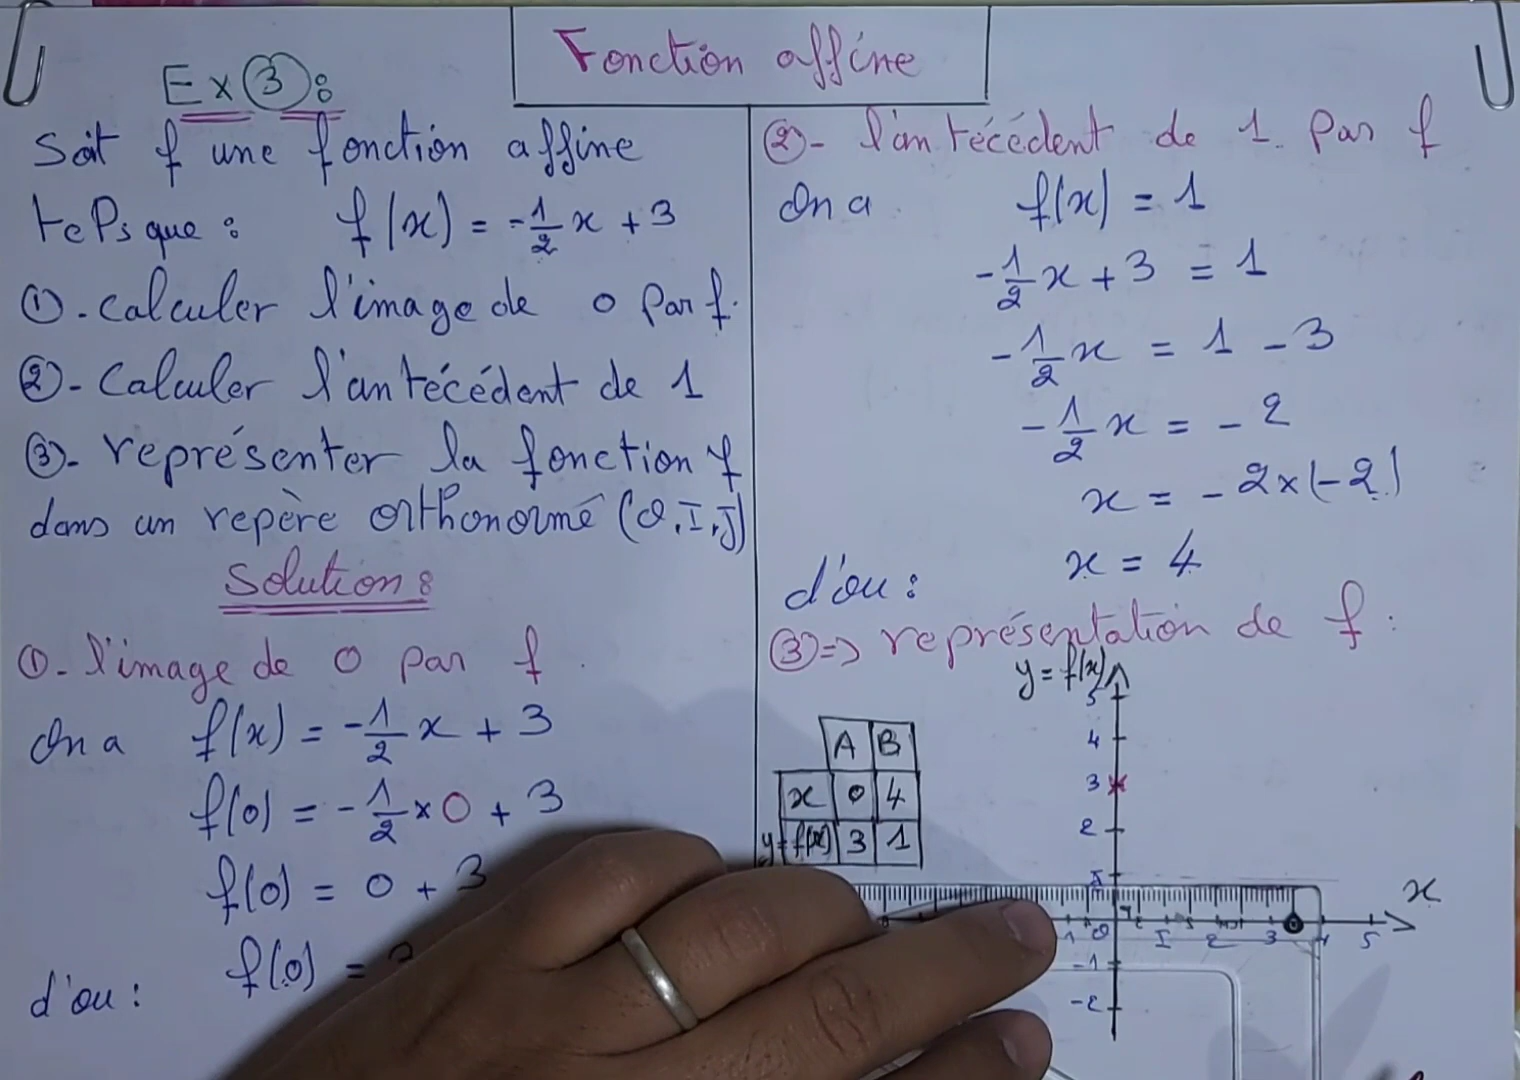 Fonction affine
Ex 3 :
Soit f une fonction affine
tels que : f(x) = -1/2 x + 3
①- calculer l'image de 0 par f.
②- Calculer l'antécédent de 1
③- représenter la fonction f
dans un repère orthonormé (O,I,J)
Solution :
①- l'image de 0 par f.
On a f(x) = -1/2 x + 3
f(0) = -1/2 × 0 + 3
f(0) = 0 + 3
d'ou : f(0) =
②- l'antécédent de 1 par f
On a f(x) = 1
-1/2 x + 3 = 1
-1/2 x = 1 - 3
-1/2 x = -2
x = -2×(-2)
d'ou : x = 4
③=> représentation de f :
y = f(x)
A B
x 0 4
y = f(x) 3 1
5
4
3
2
x
1 2 3 4 5
-1
-2